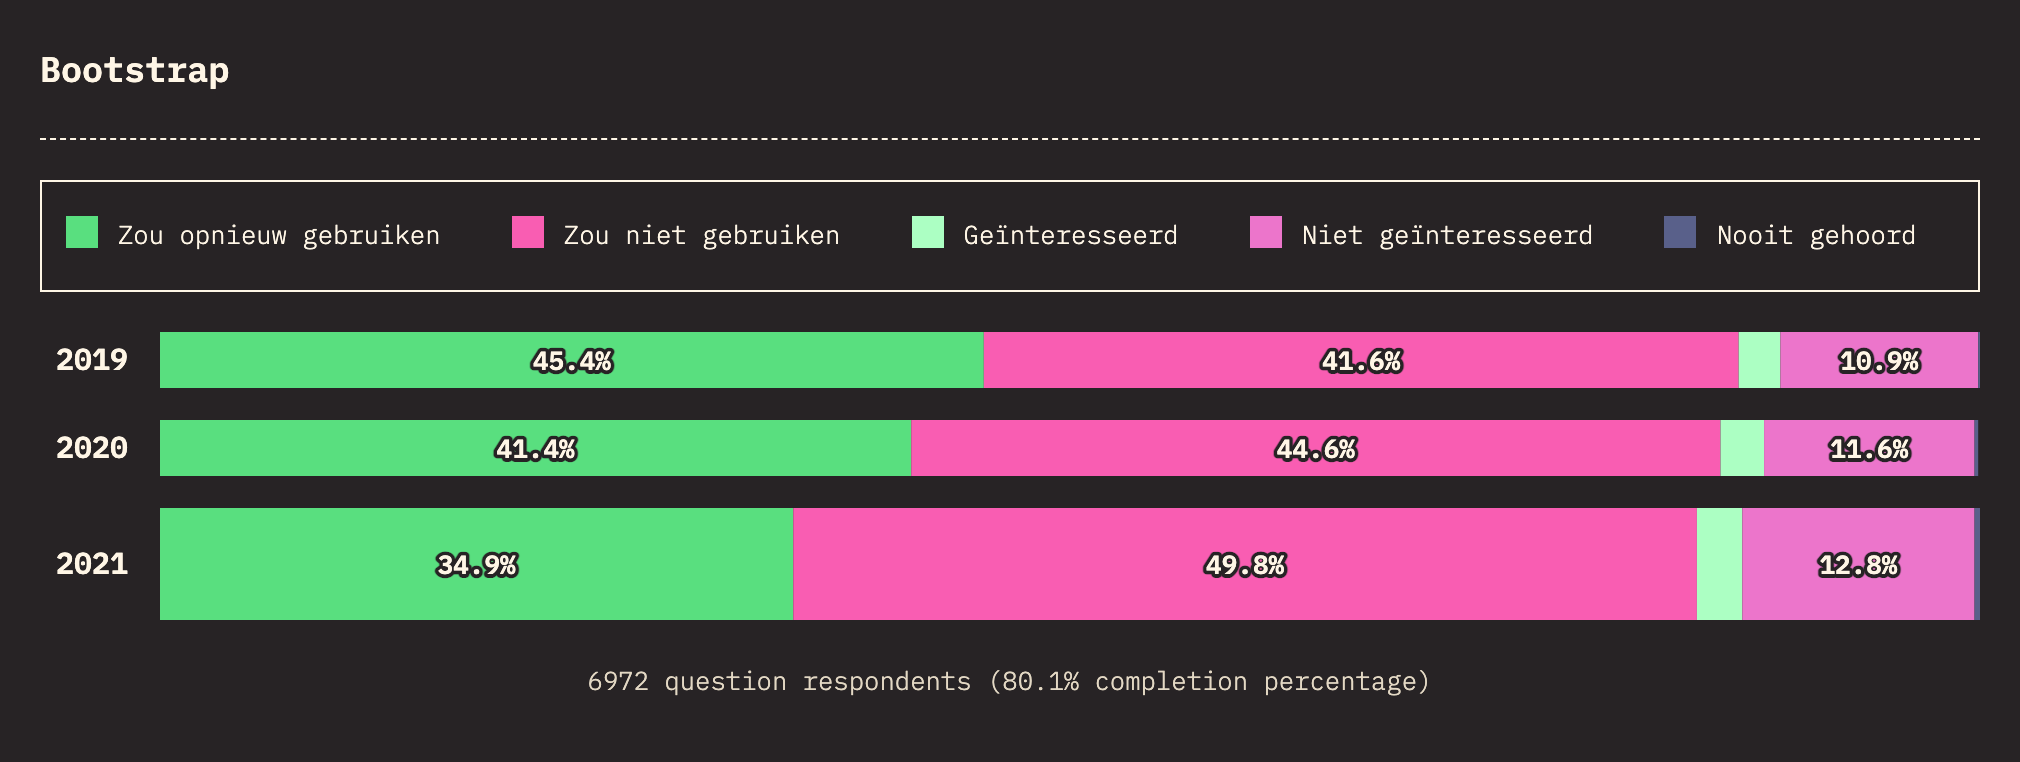 Bootstrap
Zou opnieuw gebruiken Zou niet gebruiken Geïnteresseerd Niet geïnteresseerd Nooit gehoord
2019 45.4% 41.6% 10.9%
2020 41.4% 44.6% 11.6%
2021 34.9% 49.8% 12.8%
6972 question respondents (80.1% completion percentage)